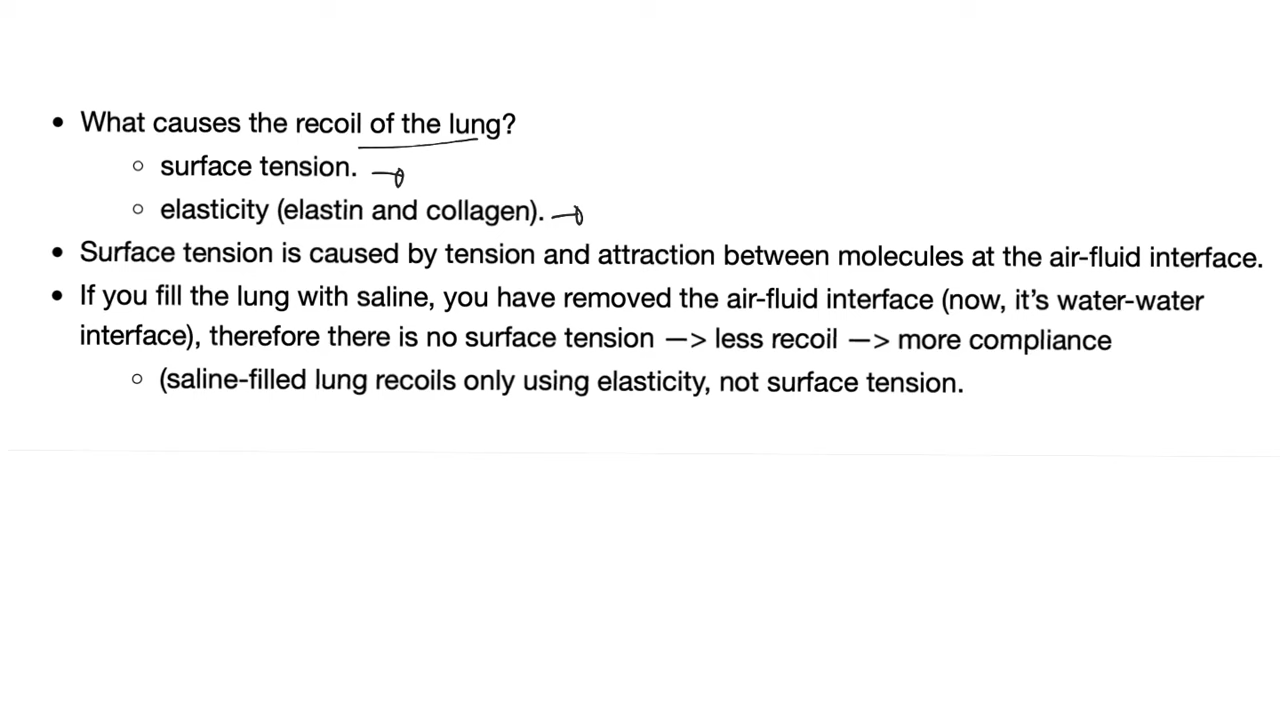 • What causes the recoil of the lung?
○ surface tension.
○ elasticity (elastin and collagen).
• Surface tension is caused by tension and attraction between molecules at the air-fluid interface.
• If you fill the lung with saline, you have removed the air-fluid interface (now, it’s water-water
interface), therefore there is no surface tension —> less recoil —> more compliance
○ (saline-filled lung recoils only using elasticity, not surface tension.